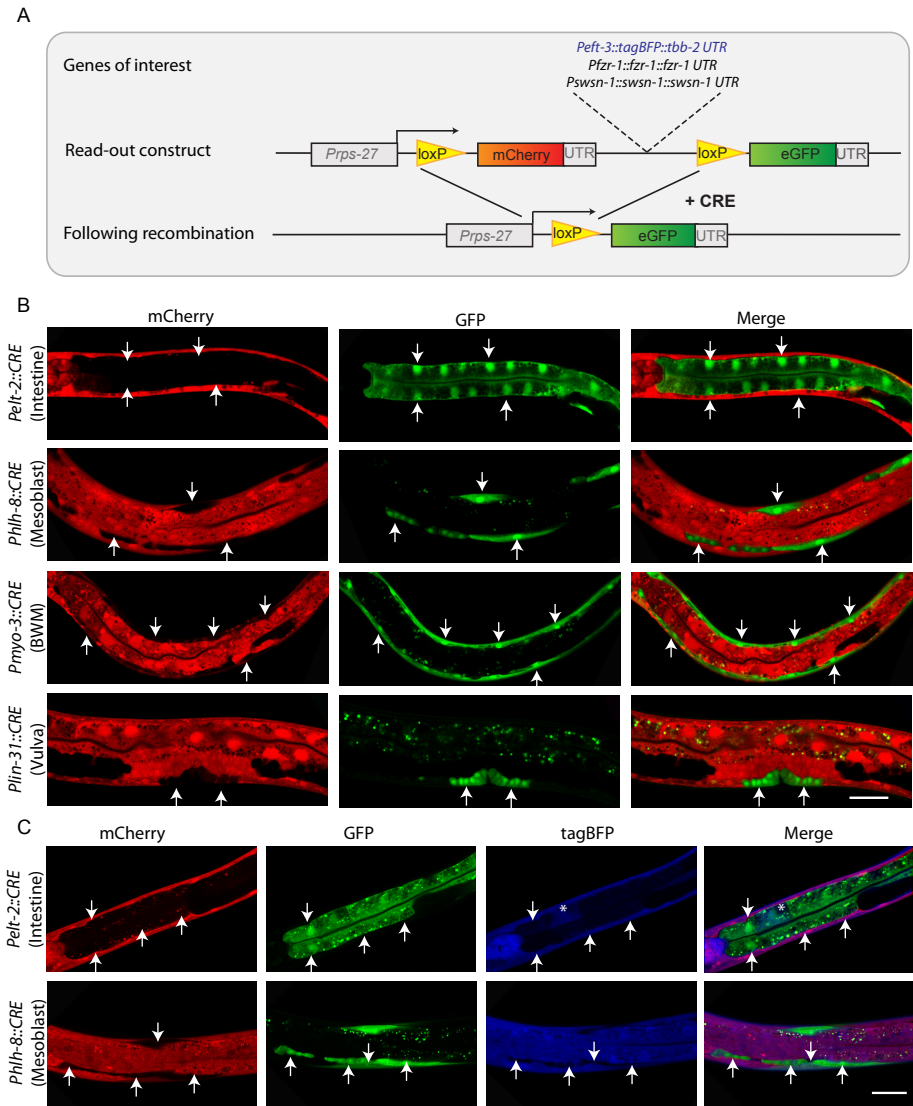 A
Genes of interest
Peft-3::tagBFP::tbb-2 UTR
Pfzr-1::fzr-1::fzr-1 UTR
Pswsn-1::swsn-1::swsn-1 UTR
Read-out construct
Prps-27 loxP mCherry UTR loxP eGFP UTR
+ CRE
Following recombination
Prps-27 loxP eGFP UTR
B
mCherry GFP Merge
Pelt-2::CRE
(Intestine)
Phlh-8::CRE
(Mesoblast)
Pmyo-3::CRE
(BWM)
Plin-31::CRE
(Vulva)
C
mCherry GFP tagBFP Merge
Pelt-2::CRE
(Intestine)
* *
Phlh-8::CRE
(Mesoblast)